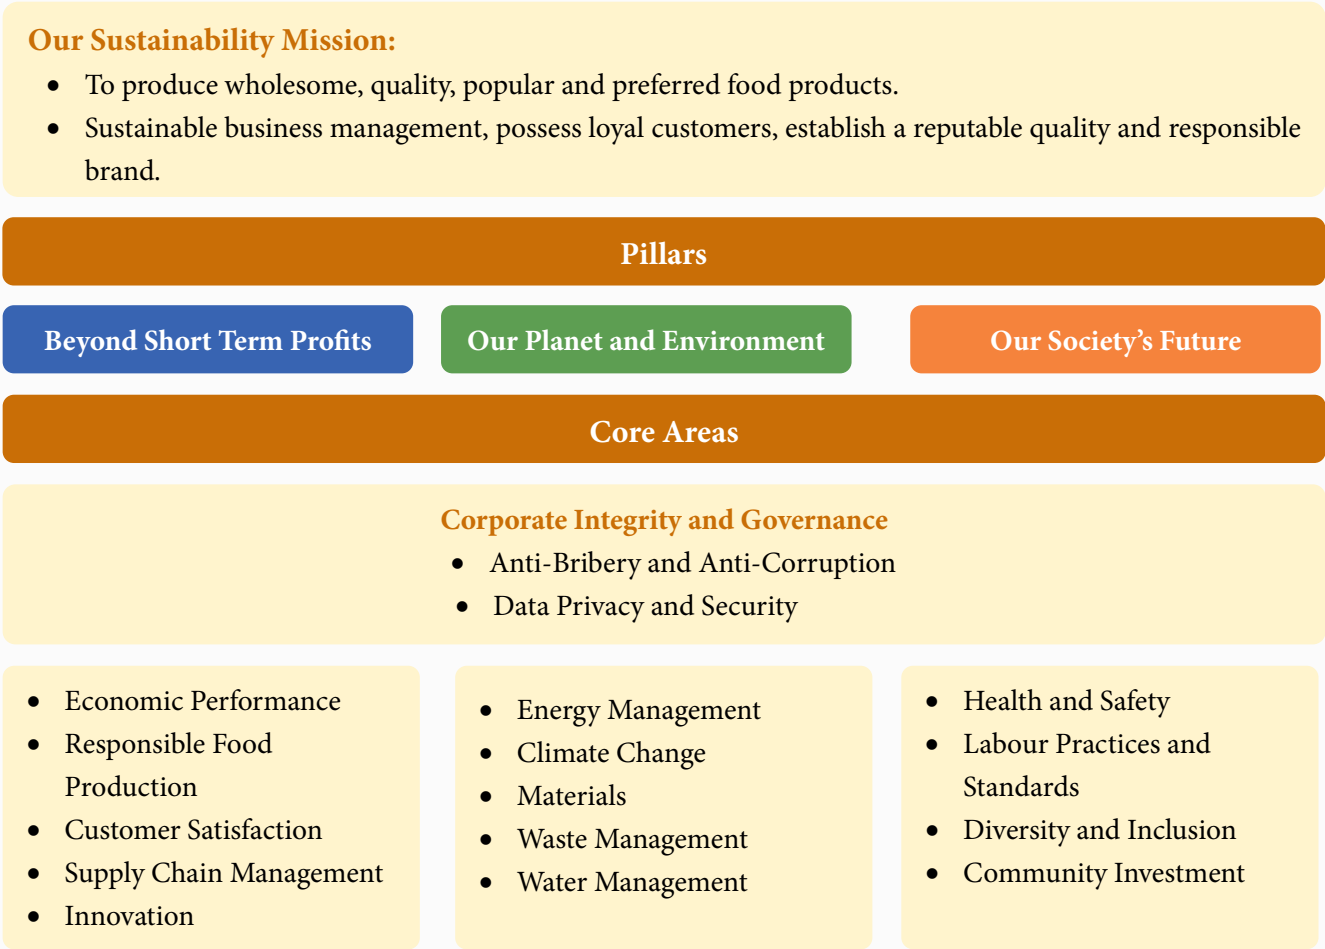 Our Sustainability Mission:
• To produce wholesome, quality, popular and preferred food products.
• Sustainable business management, possess loyal customers, establish a reputable quality and responsible
brand.
Pillars
Beyond Short Term Profits
Our Planet and Environment
Our Society’s Future
Core Areas
Corporate Integrity and Governance
• Anti-Bribery and Anti-Corruption
• Data Privacy and Security
• Economic Performance
• Responsible Food
Production
• Customer Satisfaction
• Supply Chain Management
• Innovation
• Energy Management
• Climate Change
• Materials
• Waste Management
• Water Management
• Health and Safety
• Labour Practices and
Standards
• Diversity and Inclusion
• Community Investment